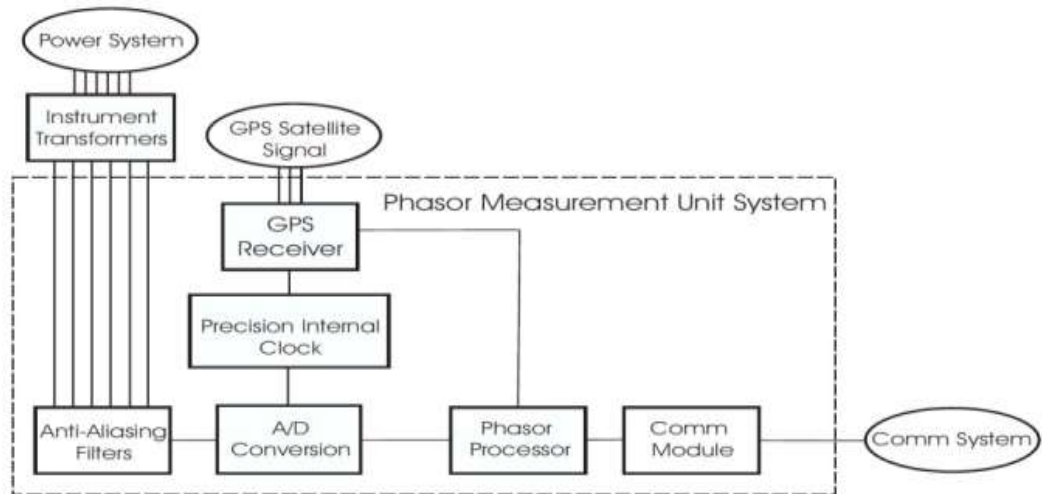 Power System
Instrument
Transformers
GPS Satellite
Signal
Phasor Measurement Unit System
GPS
Receiver
Precision Internal
Clock
Anti-Aliasing
Filters
A/D
Conversion
Phasor
Processor
Comm
Module
Comm System